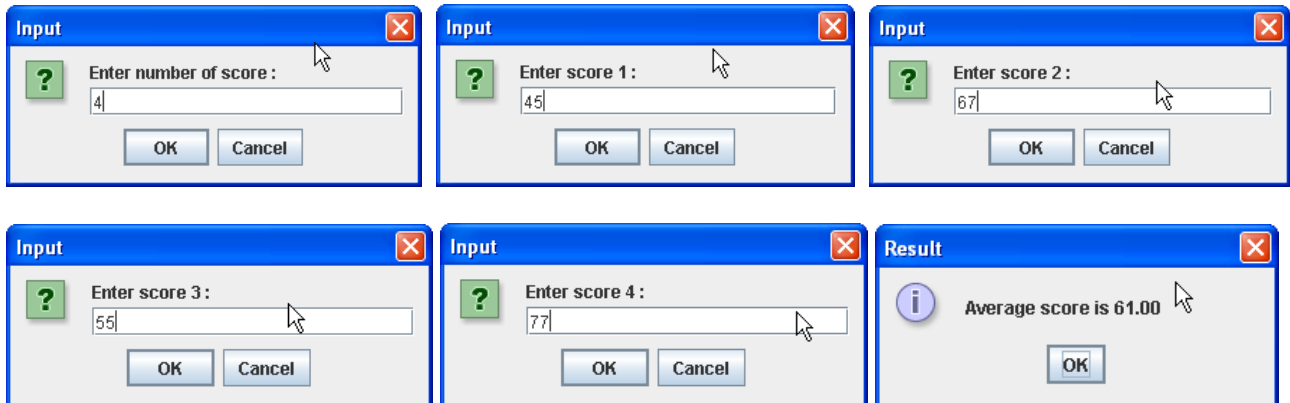 Input
Enter number of score :
4
OK Cancel
Input
Enter score 1 :
45
OK Cancel
Input
Enter score 2 :
67
OK Cancel
Input
Enter score 3 :
55
OK Cancel
Input
Enter score 4 :
77
OK Cancel
Result
Average score is 61.00
OK